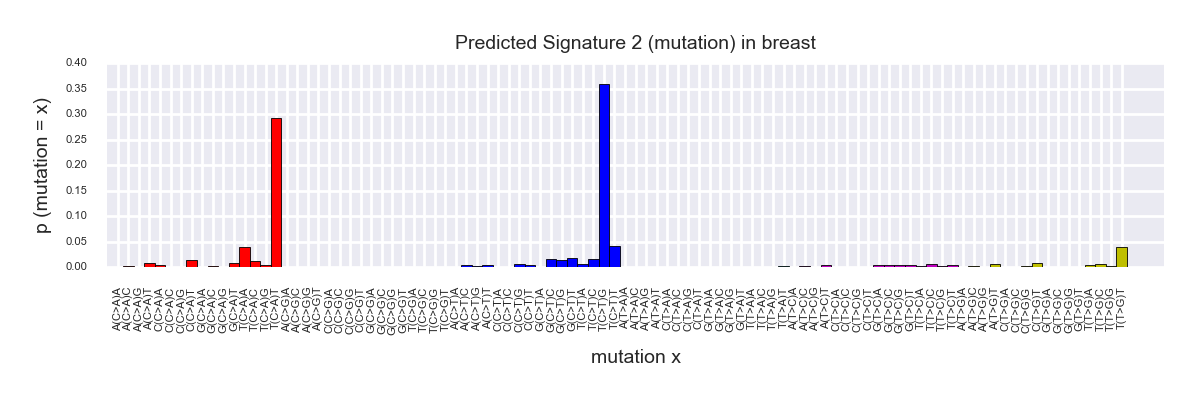 Predicted Signature 2 (mutation) in breast
p (mutation = x)
0.40
0.35
0.30
0.25
0.20
0.15
0.10
0.05
0.00
A(C>A)A
A(C>A)C
A(C>A)G
A(C>A)T
C(C>A)A
C(C>A)C
C(C>A)G
C(C>A)T
G(C>A)A
G(C>A)C
G(C>A)G
G(C>A)T
T(C>A)A
T(C>A)C
T(C>A)G
T(C>A)T
A(C>G)A
A(C>G)C
A(C>G)G
A(C>G)T
C(C>G)A
C(C>G)C
C(C>G)G
C(C>G)T
G(C>G)A
G(C>G)C
G(C>G)G
G(C>G)T
T(C>G)A
T(C>G)C
T(C>G)G
T(C>G)T
A(C>T)A
A(C>T)C
A(C>T)G
A(C>T)T
C(C>T)A
C(C>T)C
C(C>T)G
C(C>T)T
G(C>T)A
G(C>T)C
G(C>T)G
G(C>T)T
T(C>T)A
T(C>T)C
T(C>T)G
T(C>T)T
A(T>A)A
A(T>A)C
A(T>A)G
A(T>A)T
C(T>A)A
C(T>A)C
C(T>A)G
C(T>A)T
G(T>A)A
G(T>A)C
G(T>A)G
G(T>A)T
T(T>A)A
T(T>A)C
T(T>A)G
T(T>A)T
A(T>C)A
A(T>C)C
A(T>C)G
A(T>C)T
C(T>C)A
C(T>C)C
C(T>C)G
C(T>C)T
G(T>C)A
G(T>C)C
G(T>C)G
G(T>C)T
T(T>C)A
T(T>C)C
T(T>C)G
T(T>C)T
A(T>G)A
A(T>G)C
A(T>G)G
A(T>G)T
C(T>G)A
C(T>G)C
C(T>G)G
C(T>G)T
G(T>G)A
G(T>G)C
G(T>G)G
G(T>G)T
T(T>G)A
T(T>G)C
T(T>G)G
T(T>G)T
mutation x